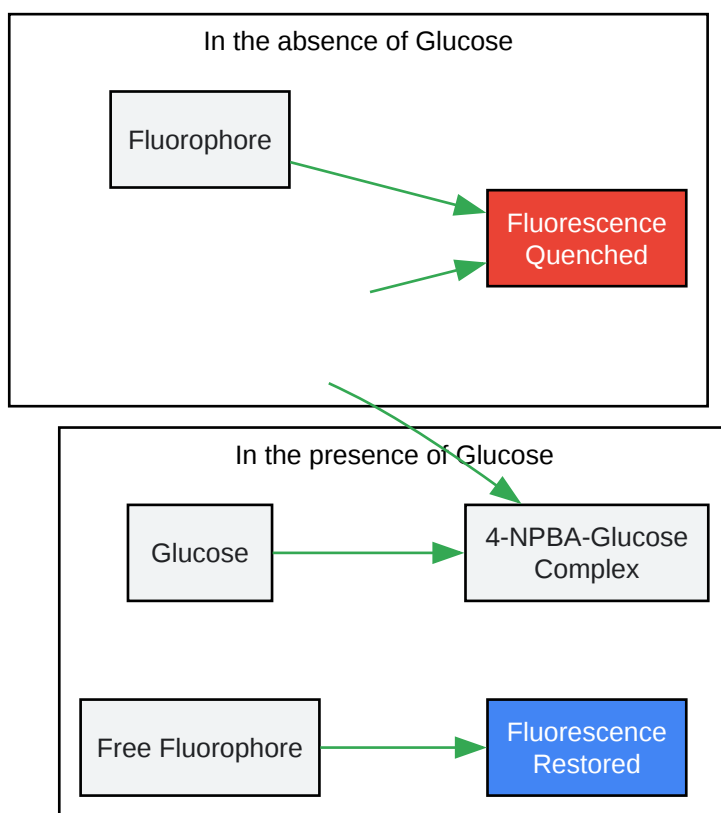 In the absence of Glucose
Fluorophore
Fluorescence
Quenched
In the presence of Glucose
Glucose
4-NPBA-Glucose
Complex
Free Fluorophore
Fluorescence
Restored